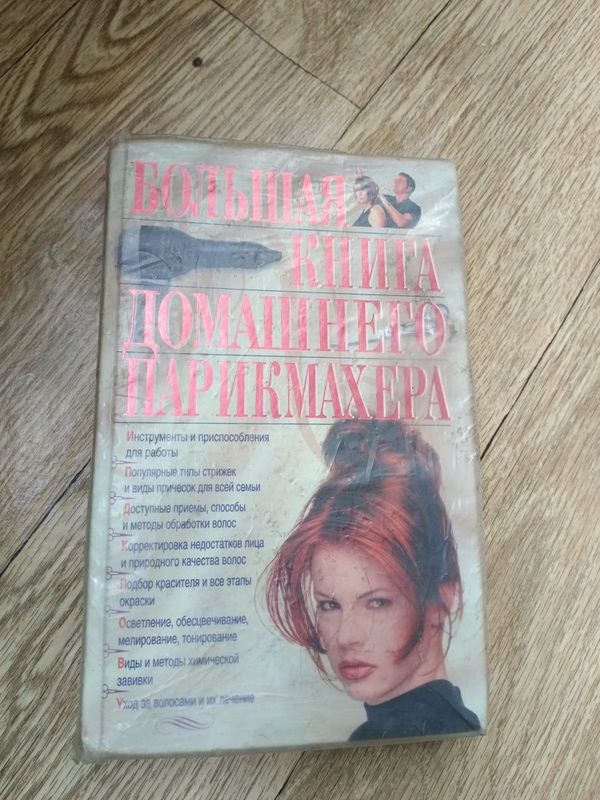 БОЛЬШАЯ
КНИГА
ДОМАШНЕГО
ПАРИКМАХЕРА
Инструменты и приспособления
для работы
Популярные типы стрижек
и виды причесок для всей семьи
Доступные приемы, способы
и методы обработки волос
Корректировка недостатков лица
и природного качества волос
Подбор красителя и все этапы
окраски
Осветление, обесцвечивание,
мелирование, тонирование
Виды и методы химической
завивки
Уход за волосами и их лечение